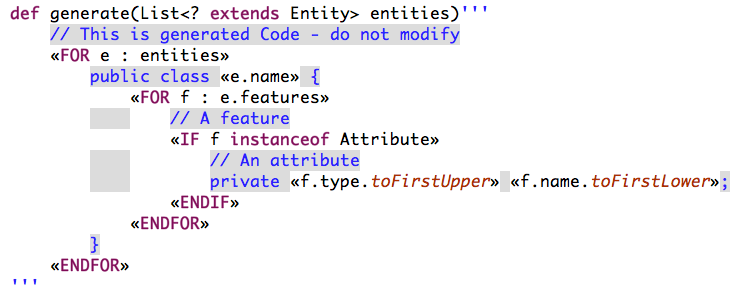 def generate(List<? extends Entity> entities)'''
// This is generated Code - do not modify
«FOR e : entities»
public class «e.name» {
«FOR f : e.features»
// A feature
«IF f instanceof Attribute»
// An attribute
private «f.type.toFirstUpper» «f.name.toFirstLower»;
«ENDIF»
«ENDFOR»
}
«ENDFOR»
'''